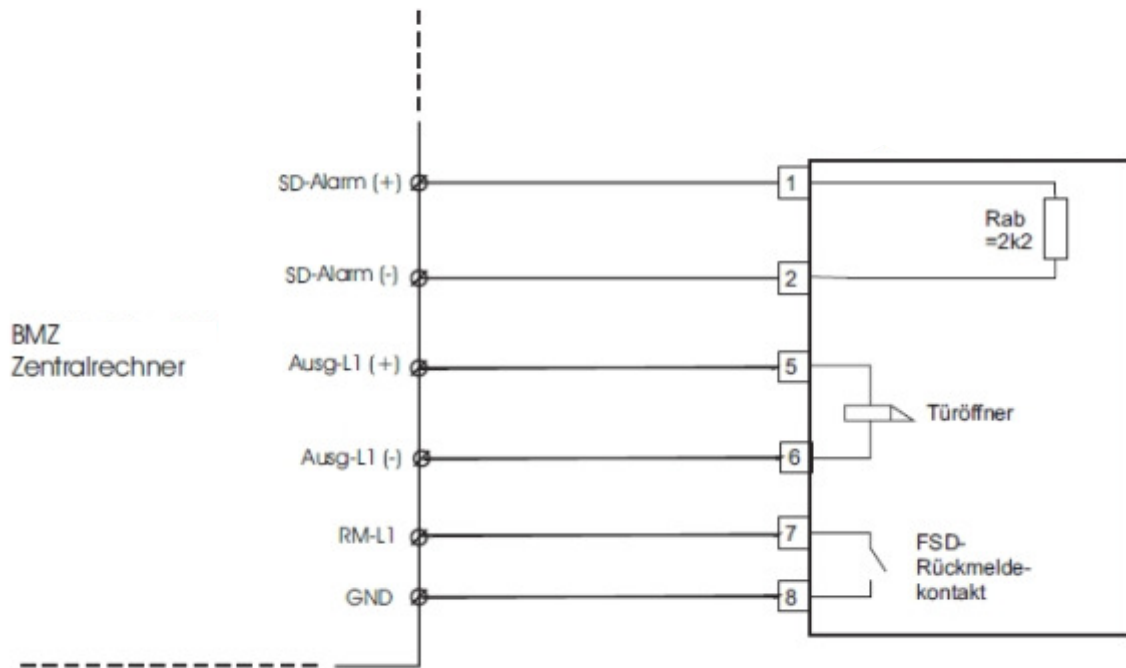 SD-Alarm (+)
1
Rab
=2k2
SD-Alarm (-)
2
BMZ
Zentralrechner
Ausg-L1 (+)
5
Türöffner
Ausg-L1 (-)
6
RM-L1
7
FSD-
Rückmelde-
kontakt
GND
8